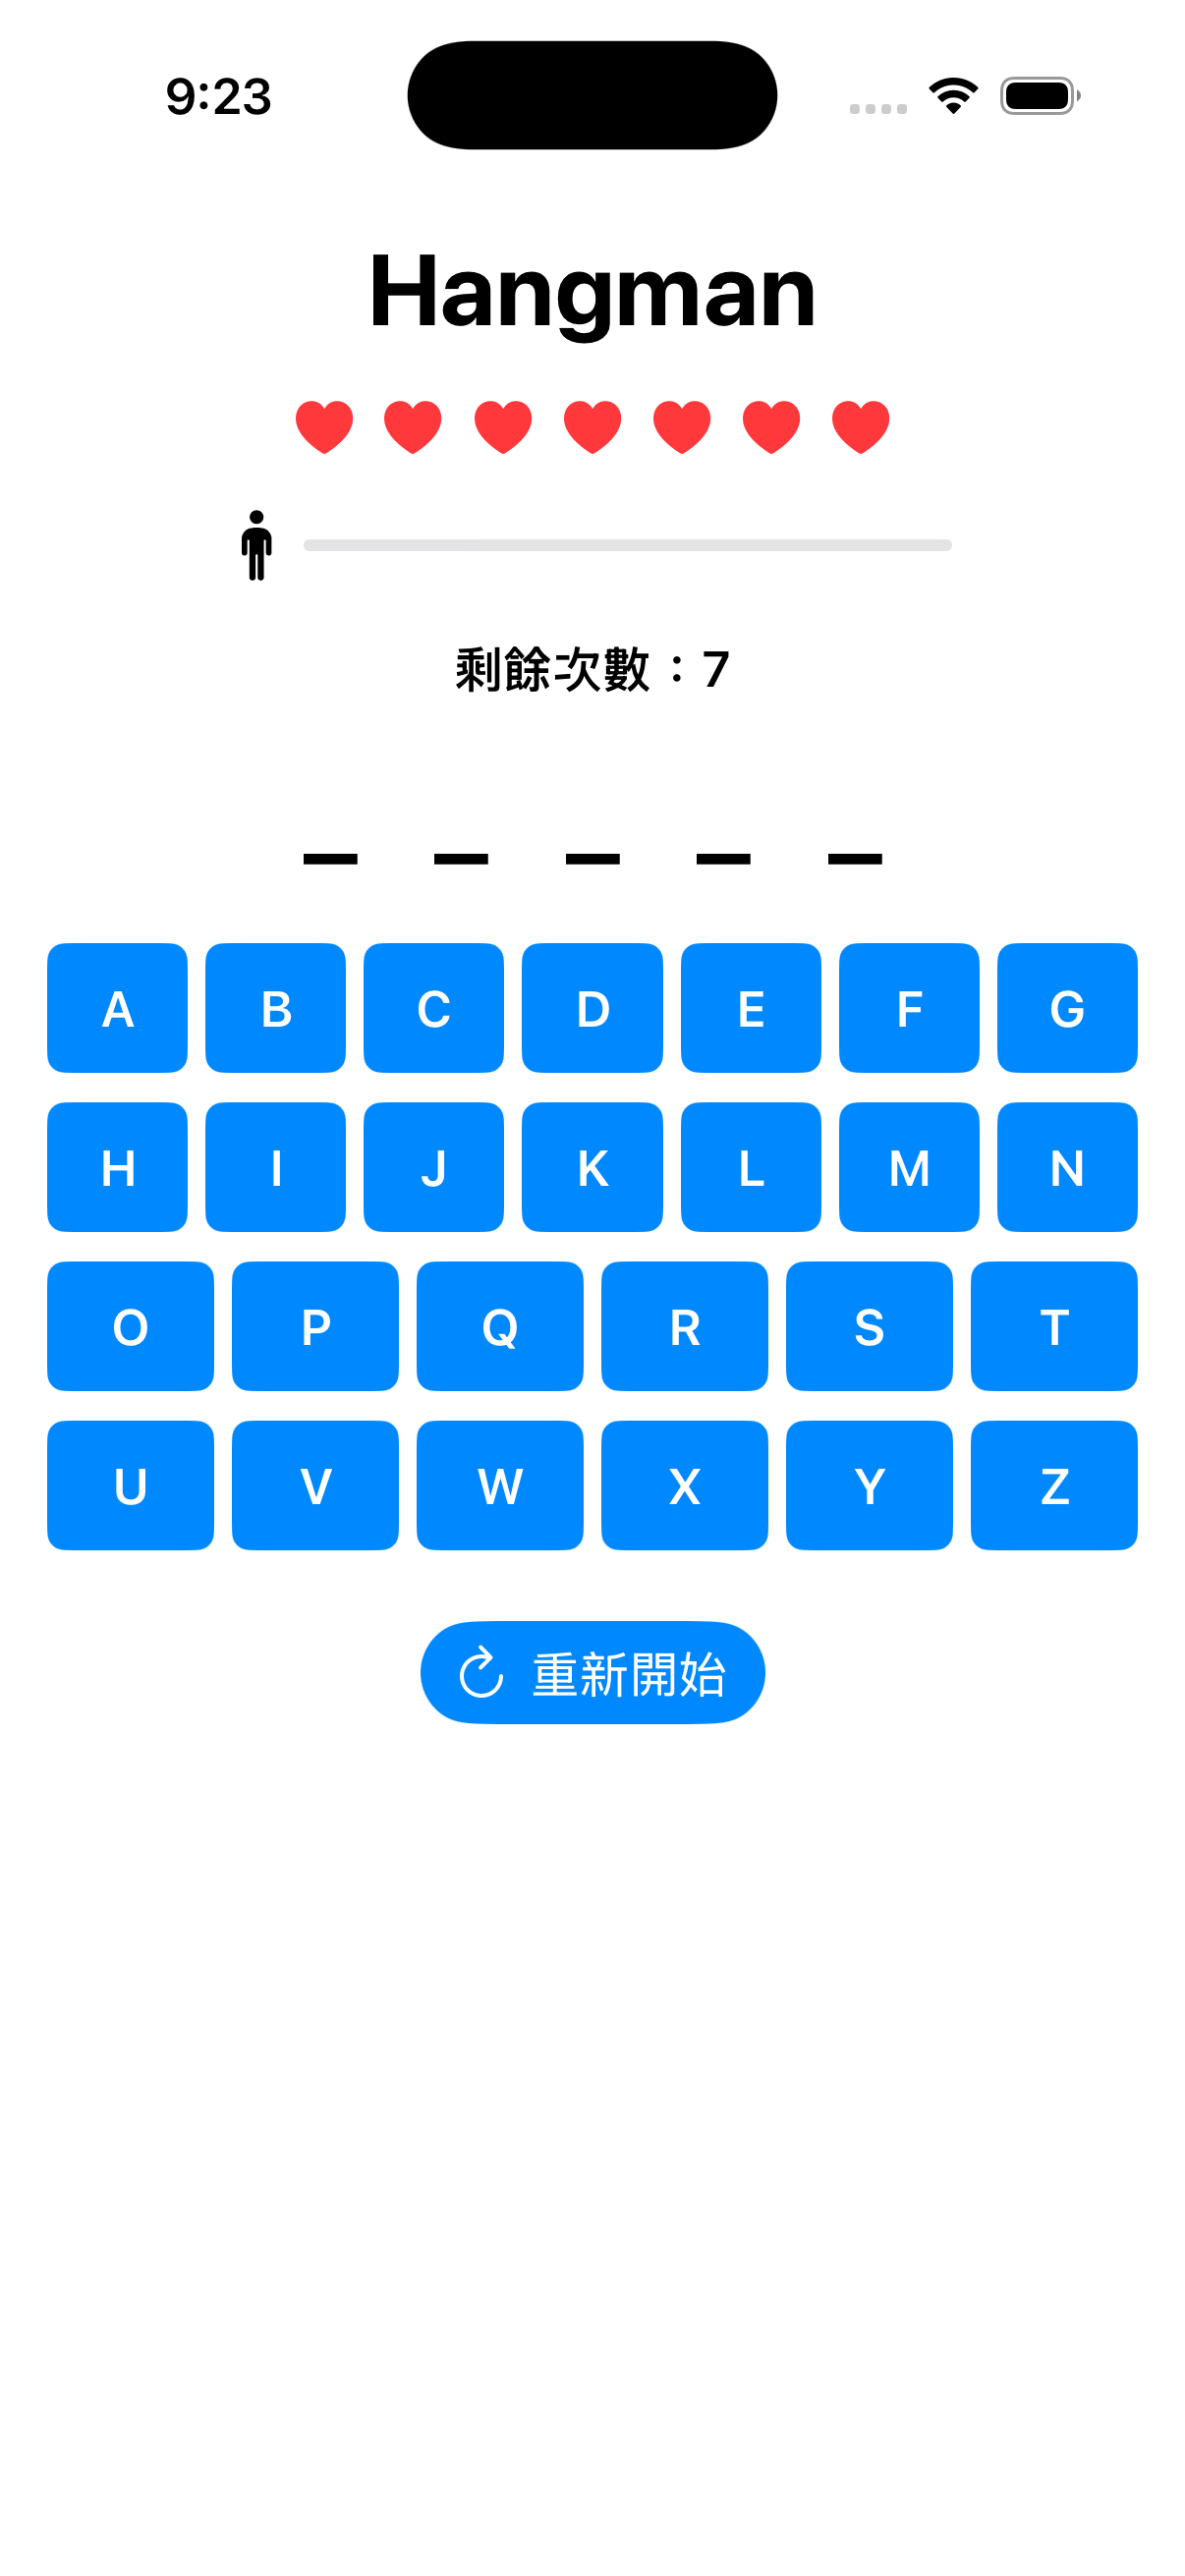 9:23
Hangman
剩餘次數：7
_ _ _ _ _
A B C D E F G
H I J K L M N
O P Q R S T
U V W X Y Z
重新開始